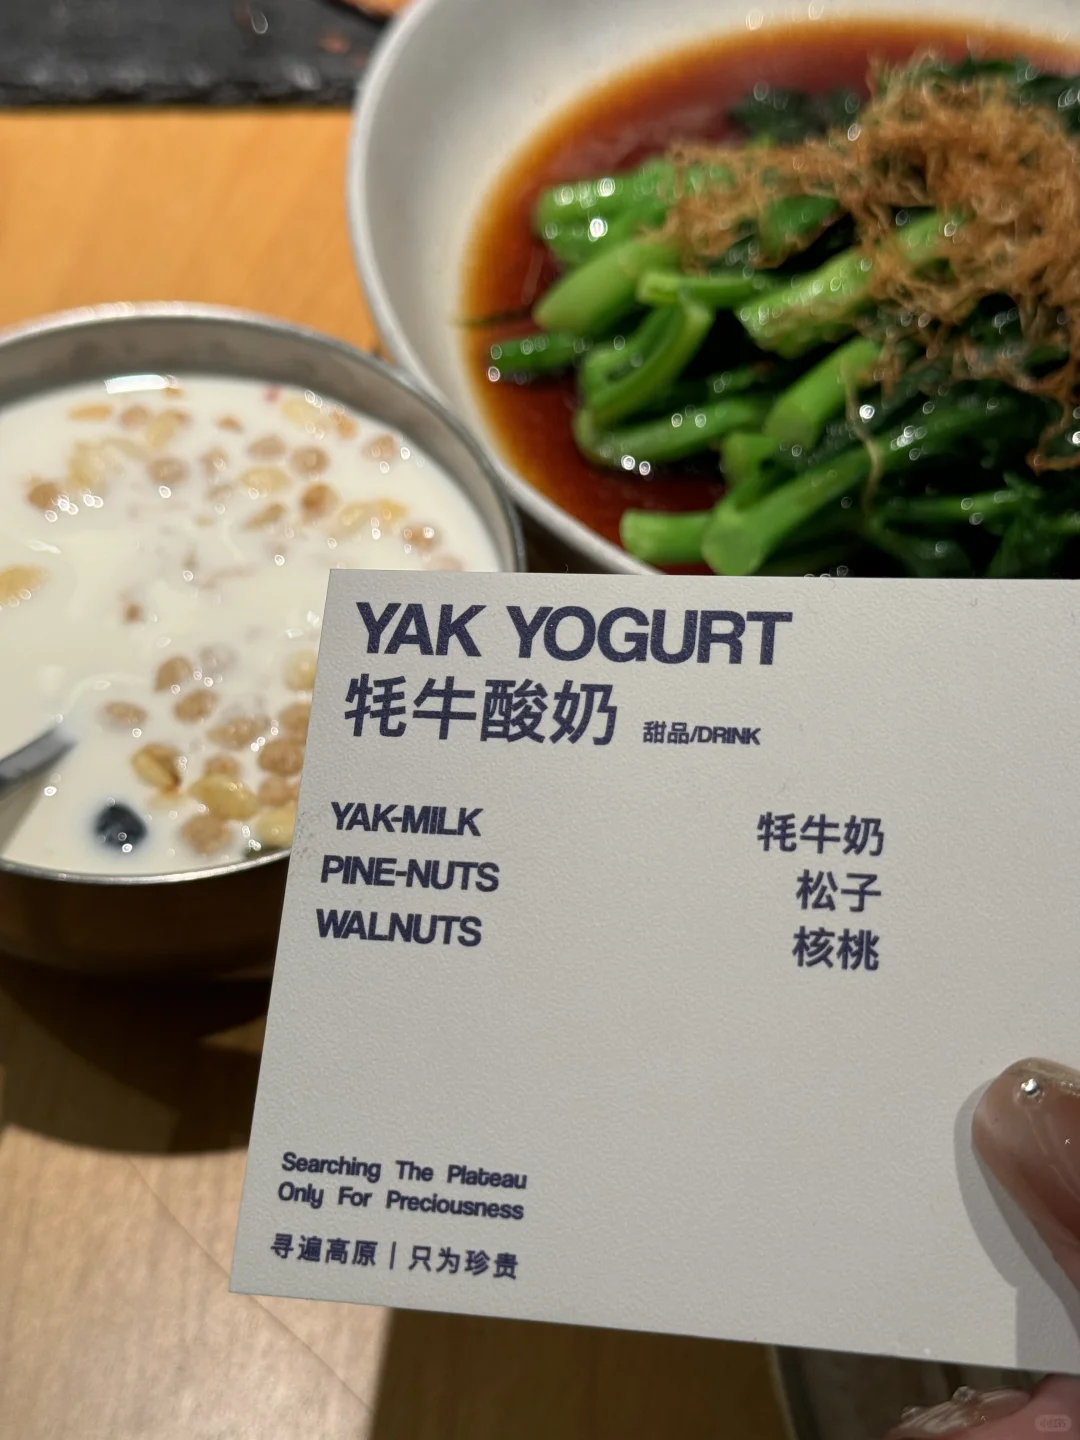 YAK YOGURT
牦牛酸奶 甜品/DRINK
YAK-MILK 牦牛奶
PINE-NUTS 松子
WALNUTS 核桃
Searching The Plateau
Only For Preciousness
寻遍高原 | 只为珍贵